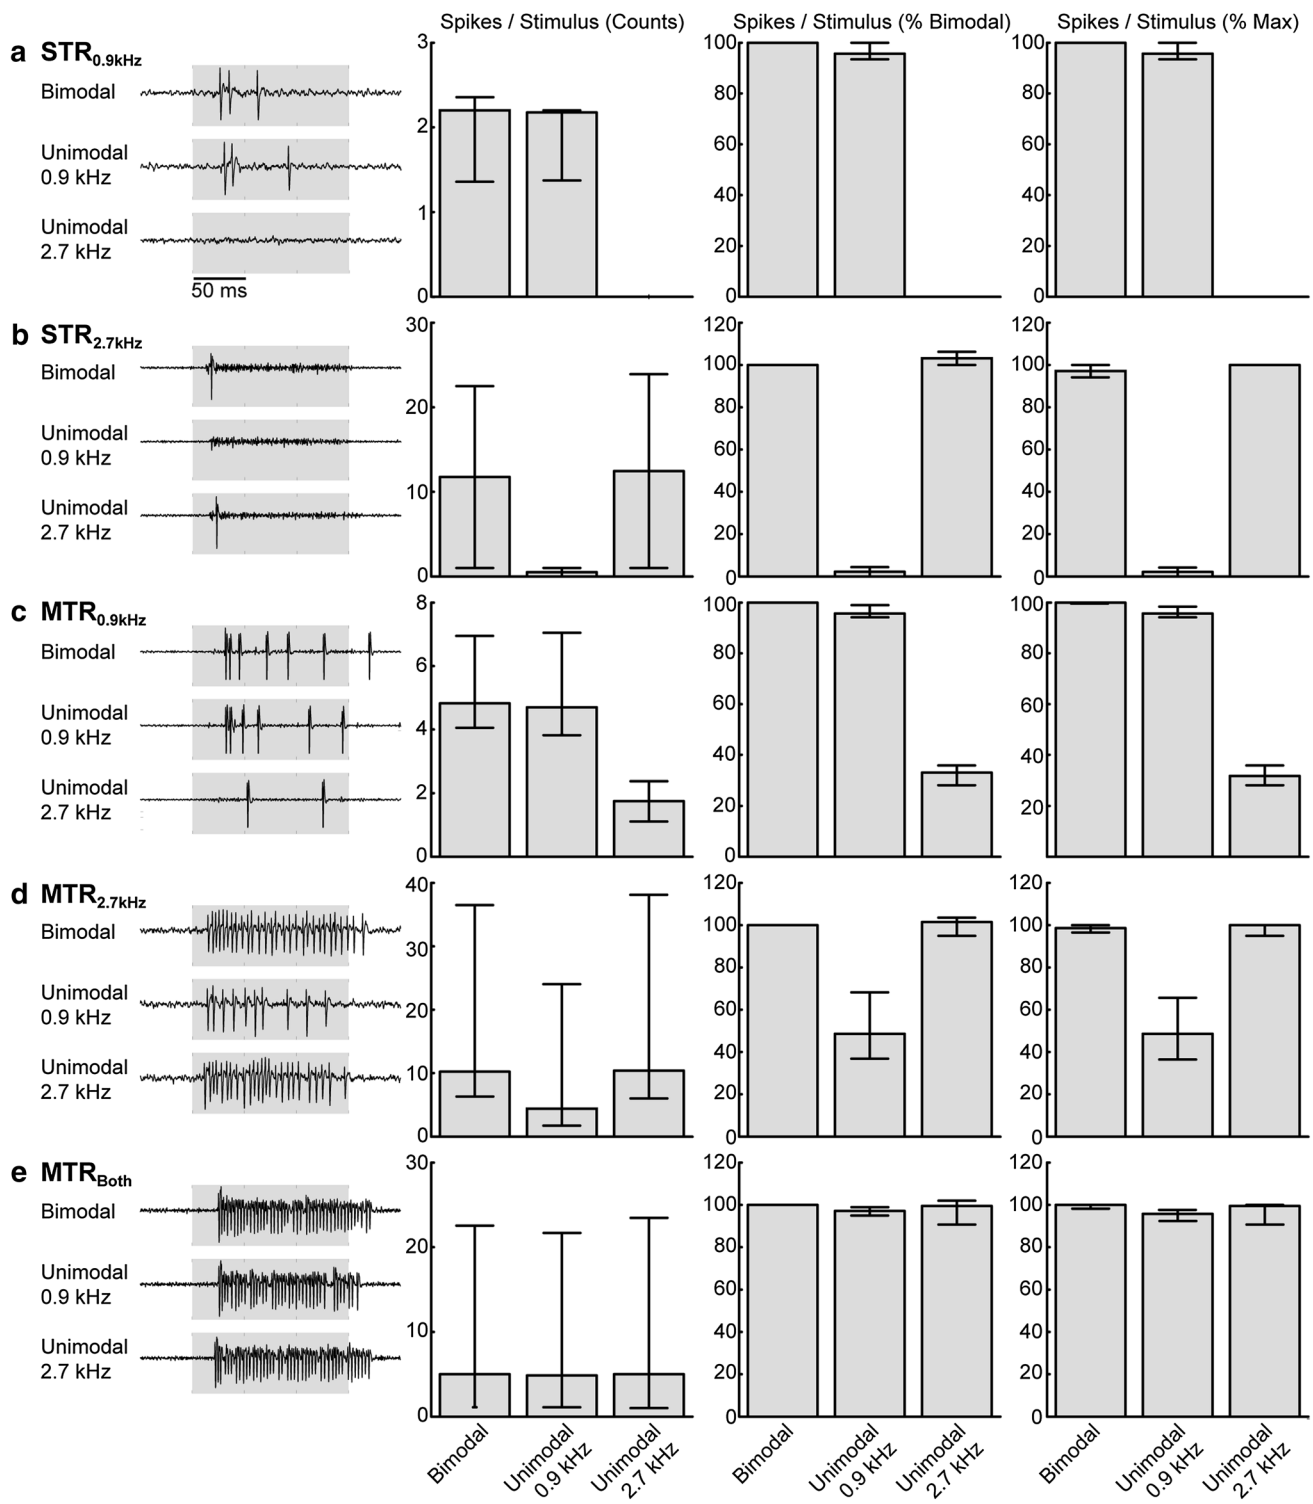 Spikes / Stimulus (Counts)
Spikes / Stimulus (% Bimodal)
Spikes / Stimulus (% Max)
a STR0.9kHz
Bimodal
Unimodal
0.9 kHz
Unimodal
2.7 kHz
50 ms
3
2
1
0
100
80
60
40
20
0
100
80
60
40
20
0
b STR2.7kHz
Bimodal
Unimodal
0.9 kHz
Unimodal
2.7 kHz
30
20
10
0
120
100
80
60
40
20
0
120
100
80
60
40
20
0
c MTR0.9kHz
Bimodal
Unimodal
0.9 kHz
Unimodal
2.7 kHz
8
6
4
2
0
100
80
60
40
20
0
100
80
60
40
20
d MTR2.7kHz
Bimodal
Unimodal
0.9 kHz
Unimodal
2.7 kHz
40
30
20
10
0
120
100
80
60
40
20
0
120
100
80
60
40
20
0
e MTRBoth
Bimodal
Unimodal
0.9 kHz
Unimodal
2.7 kHz
30
20
10
0
120
100
80
60
40
20
0
120
100
80
60
40
20
0
Bimodal
Unimodal
0.9 kHz
Unimodal
2.7 kHz
Bimodal
Unimodal
0.9 kHz
Unimodal
2.7 kHz
Bimodal
Unimodal
0.9 kHz
Unimodal
2.7 kHz